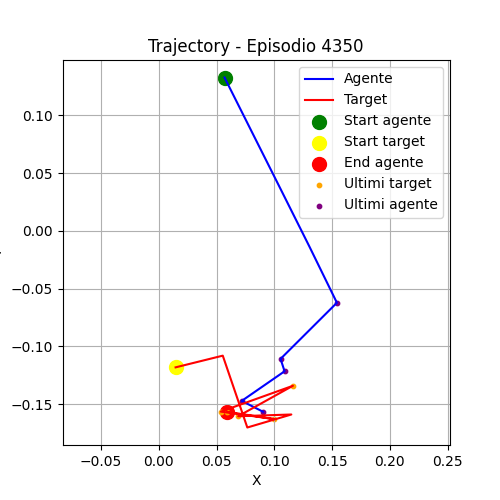 Trajectory - Episodio 4350
Agente
Target
Start agente
Start target
End agente
Ultimi target
Ultimi agente
0.10
0.05
0.00
−0.05
−0.10
−0.15
−0.05
0.00
0.05
0.10
0.15
0.20
0.25
X